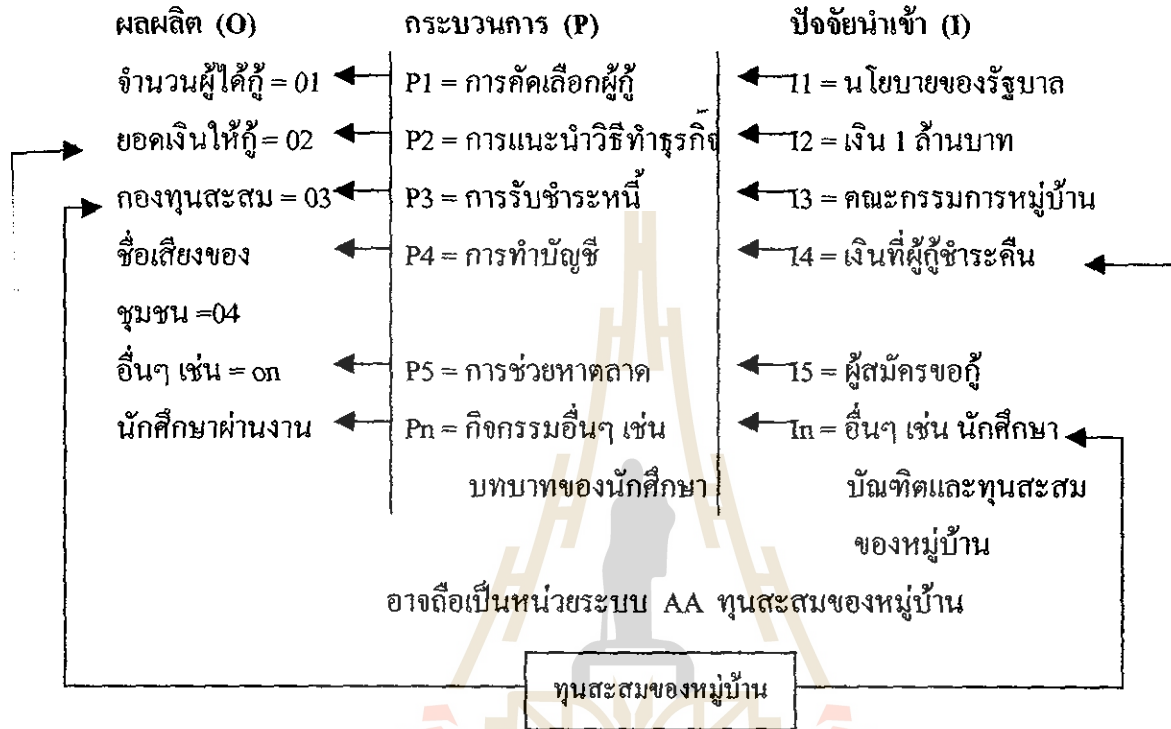 ผลผลิต (O) กระบวนการ (P) ปัจจัยนำเข้า (I)
จำนวนผู้ได้กู้ = 01 P1 = การคัดเลือกผู้กู้ I1 = นโยบายของรัฐบาล
ยอดเงินให้กู้ = 02 P2 = การแนะนำวิธีทำธุรกิจ I2 = เงิน 1 ล้านบาท
กองทุนสะสม = 03 P3 = การรับชำระหนี้ I3 = คณะกรรมการหมู่บ้าน
ชื่อเสียงของ P4 = การทำบัญชี I4 = เงินที่ผู้กู้ชำระคืน
ชุมชน =04
อื่นๆ เช่น = on P5 = การช่วยหาตลาด I5 = ผู้สมัครขอกู้
นักศึกษาผ่านงาน Pn = กิจกรรมอื่นๆ เช่น In = อื่นๆ เช่น นักศึกษา
บทบาทของนักศึกษา บัณฑิตและทุนสะสม
ของหมู่บ้าน
อาจถือเป็นหน่วยระบบ AA ทุนสะสมของหมู่บ้าน
ทุนสะสมของหมู่บ้าน